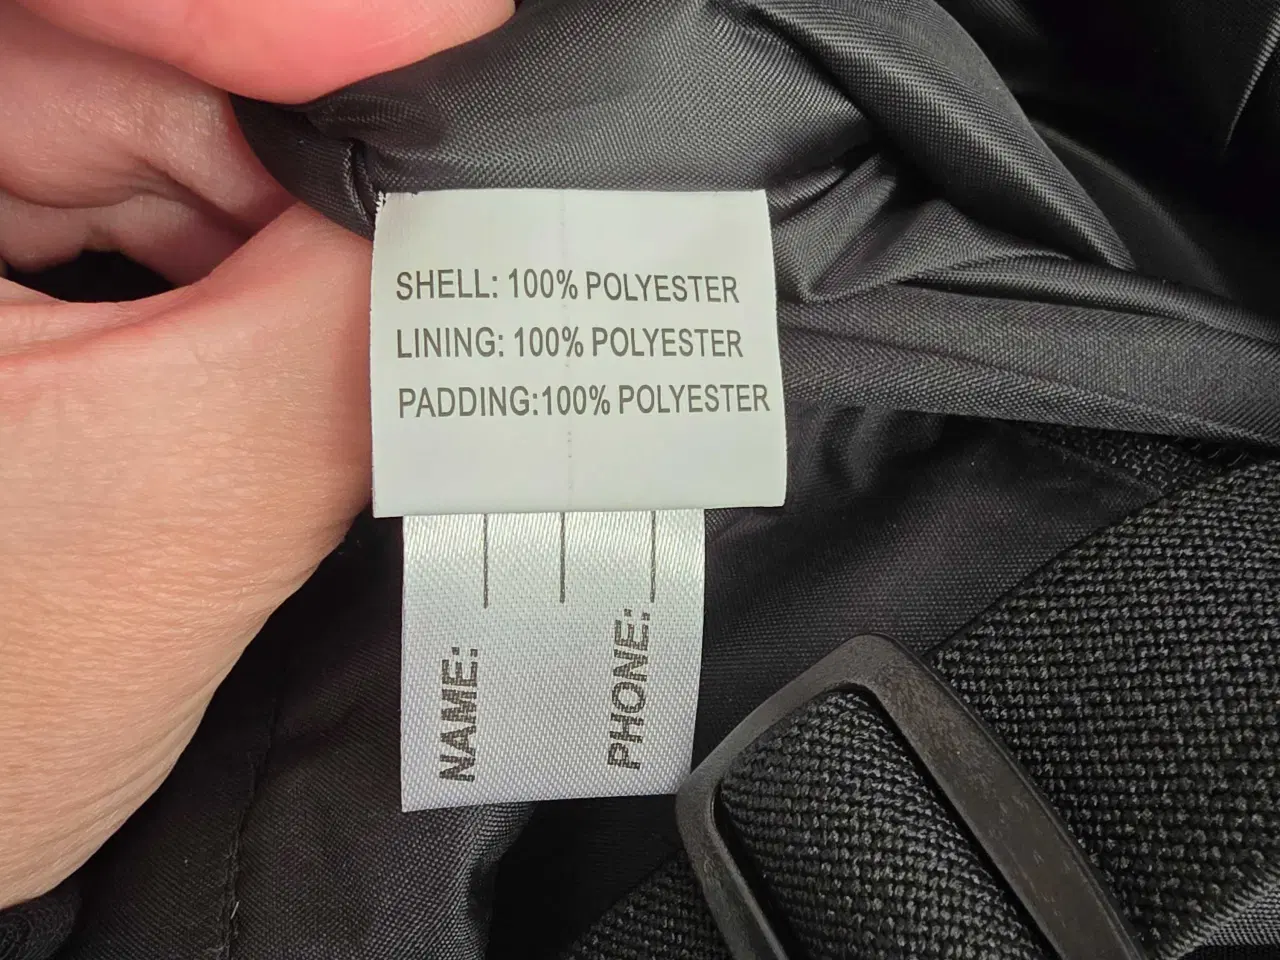 SHELL: 100% POLYESTER
LINING: 100% POLYESTER
PADDING:100% POLYESTER
NAME:
PHONE: